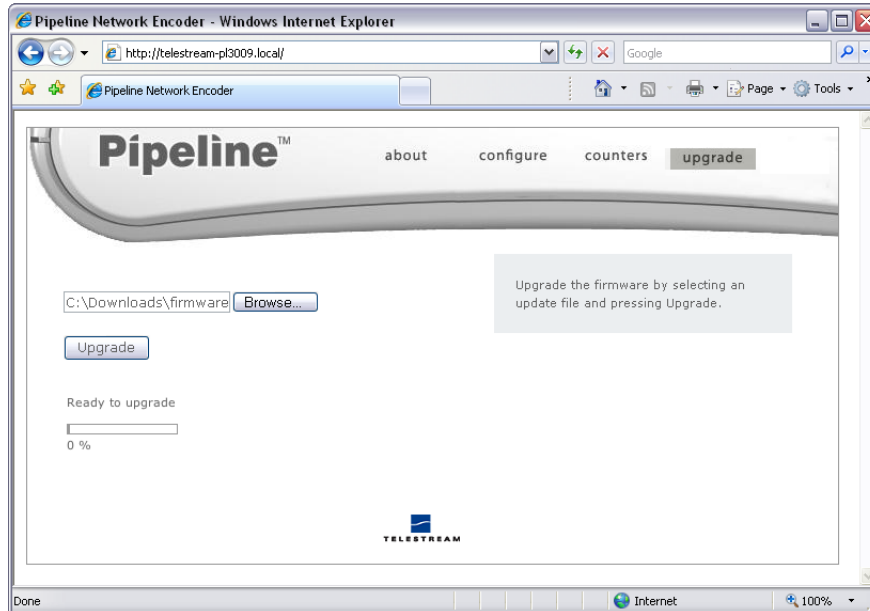 Pipeline Network Encoder - Windows Internet Explorer
http://telestream-pl3009.local/
Google
Pipeline Network Encoder
Page
Tools
Pipeline™
about configure counters upgrade
Upgrade the firmware by selecting an
update file and pressing Upgrade.
C:\Downloads\firmware
Browse...
Upgrade
Ready to upgrade
0 %
TELESTREAM
Done
Internet
100%